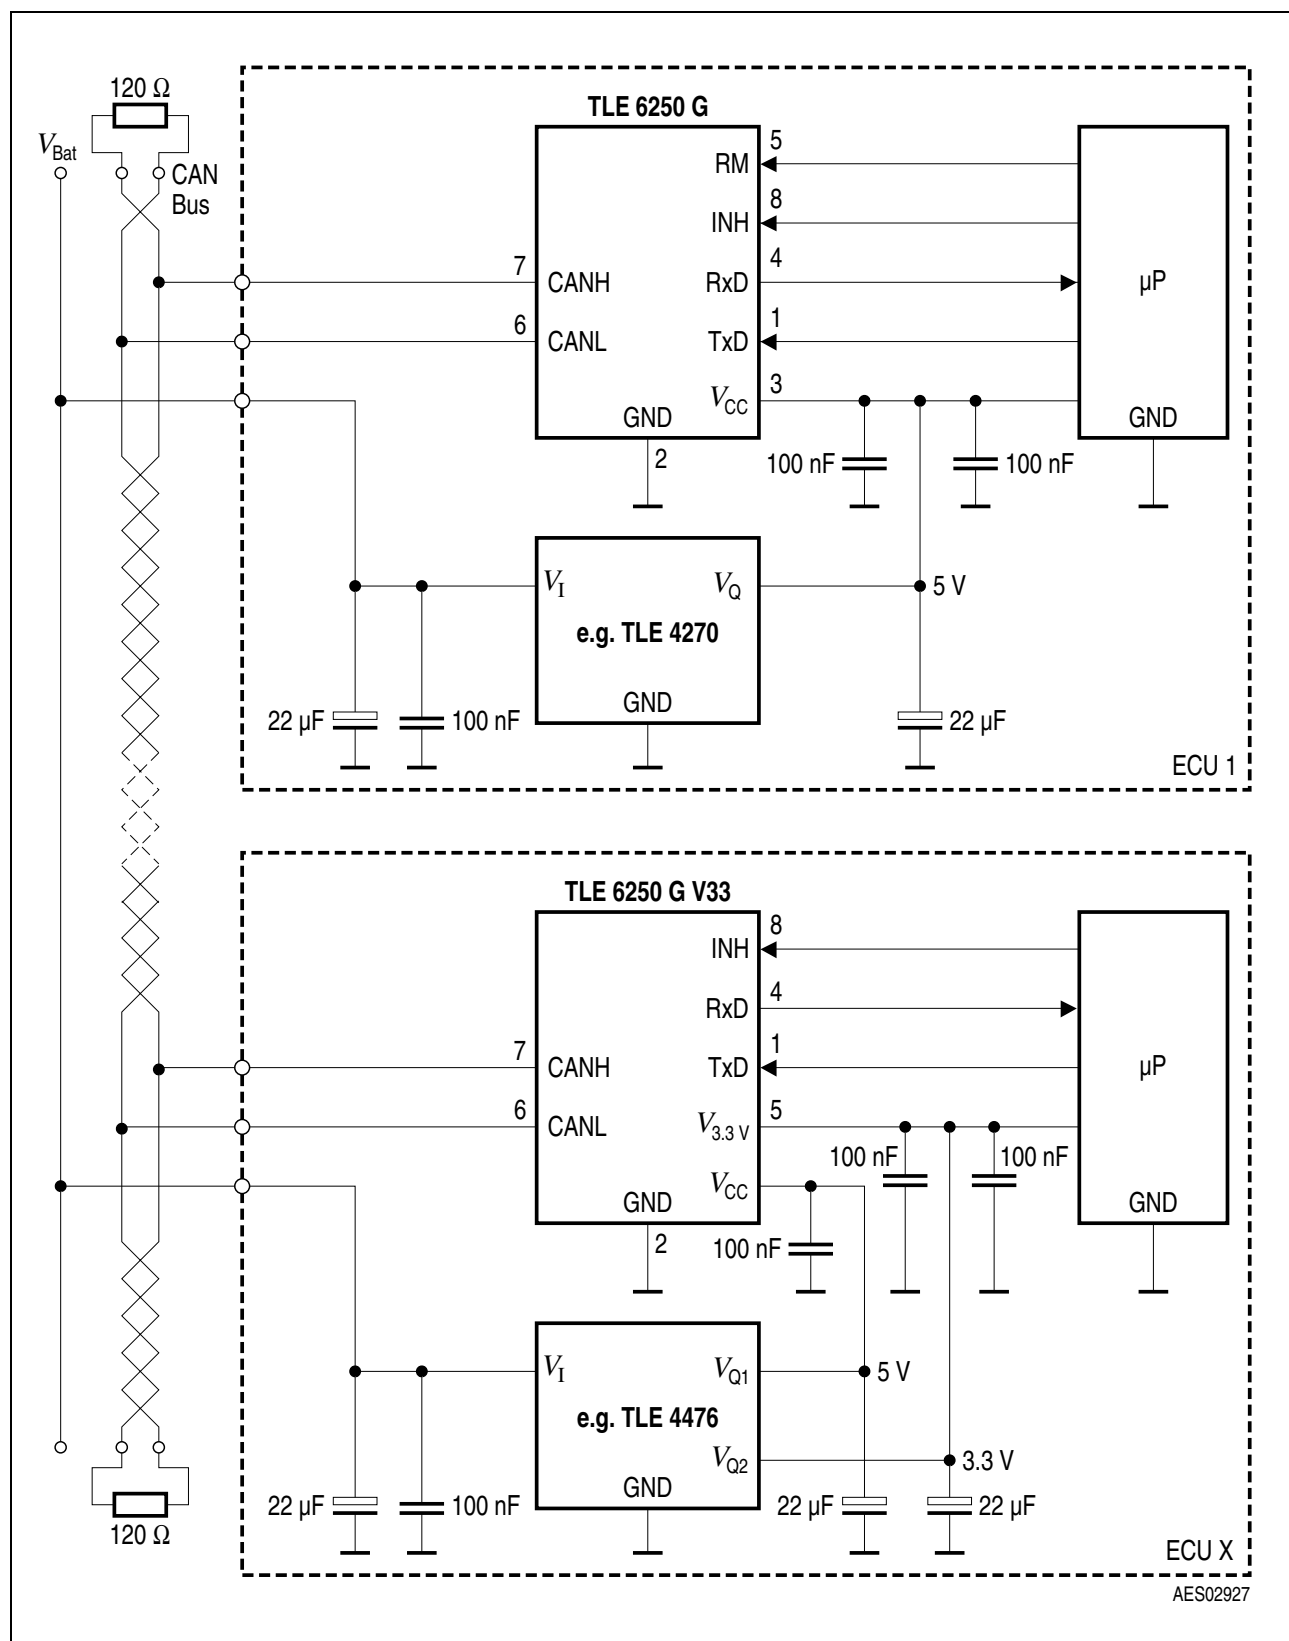 120 Ω
V_Bat
CAN
Bus
TLE 6250 G
RM
5
INH
8
7
CANH
RxD
4
µP
6
CANL
TxD
1
V_CC
3
GND
2
GND
100 nF
100 nF
V_I
V_Q
5 V
e.g. TLE 4270
GND
22 µF
100 nF
22 µF
ECU 1
TLE 6250 G V33
INH
8
RxD
4
7
CANH
TxD
1
µP
6
CANL
V_3.3 V
5
100 nF
100 nF
V_CC
GND
2
GND
100 nF
V_I
V_Q1
5 V
e.g. TLE 4476
V_Q2
3.3 V
GND
22 µF
100 nF
22 µF
22 µF
120 Ω
ECU X
AES02927